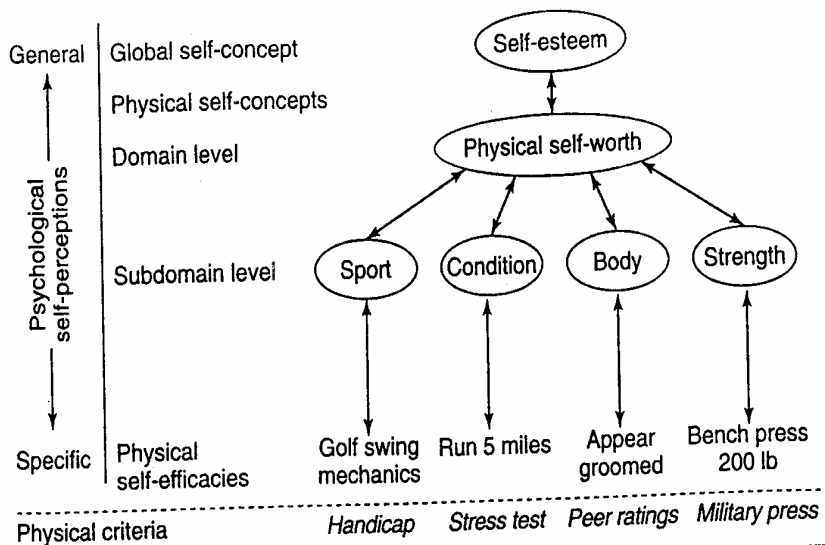 General
Global self-concept
Self-esteem
Physical self-concepts
Domain level
Physical self-worth
Psychological
self-perceptions
Subdomain level
Sport
Condition
Body
Strength
Specific
Physical
self-efficacies
Golf swing
mechanics
Run 5 miles
Appear
groomed
Bench press
200 lb
Physical criteria
Handicap
Stress test
Peer ratings
Military press